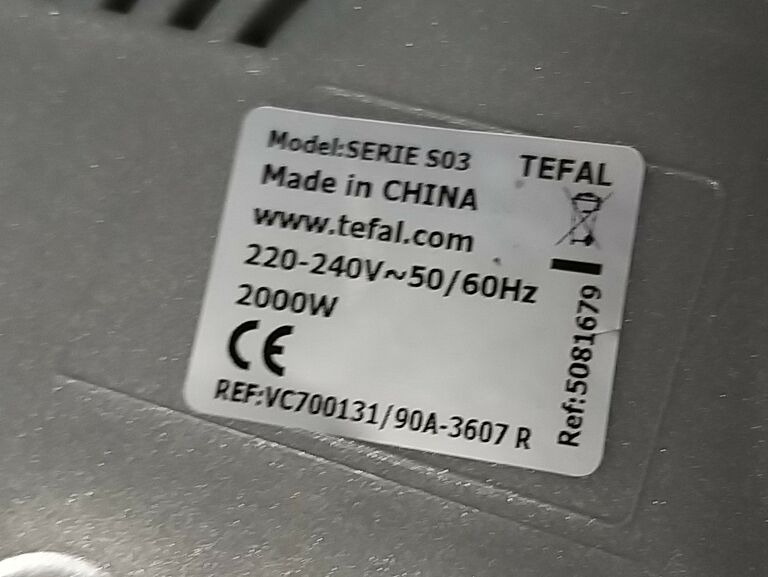 Model:SERIE S03
TEFAL
Made in CHINA
www.tefal.com
220-240V~50/60Hz
2000W
CE
REF:VC700131/90A-3607 R
Ref:5081679